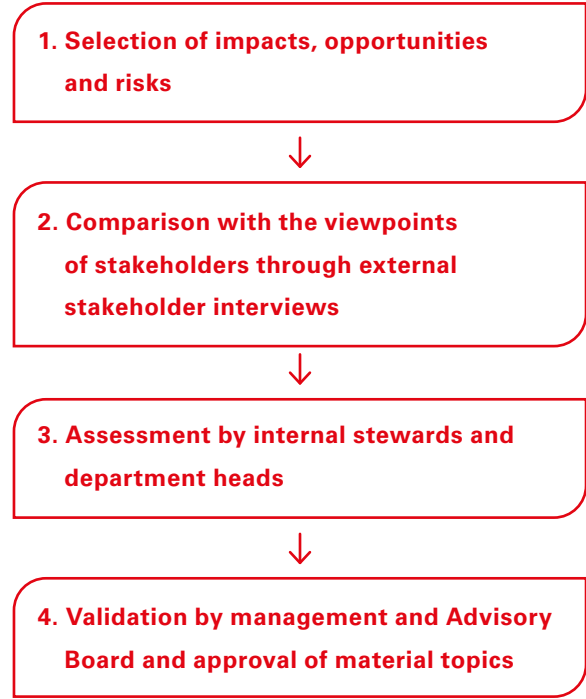 1. Selection of impacts, opportunities
and risks
2. Comparison with the viewpoints
of stakeholders through external
stakeholder interviews
3. Assessment by internal stewards and
department heads
4. Validation by management and Advisory
Board and approval of material topics